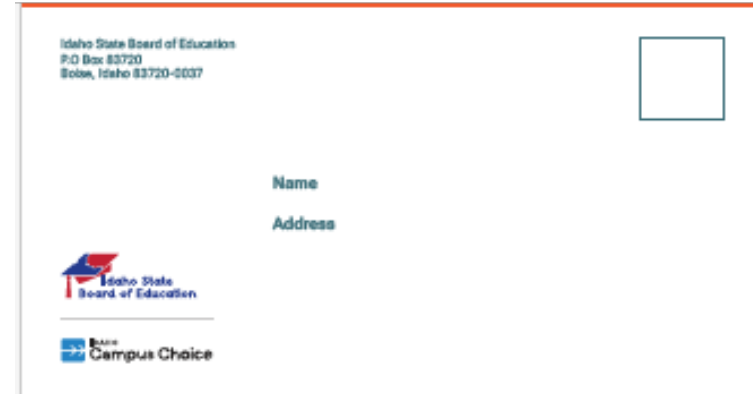 Idaho State Board of Education
P.O Box 83720
Boise, Idaho 83720-0037
Name
Address
Idaho State
Board of Education
IDAHO
Campus Choice